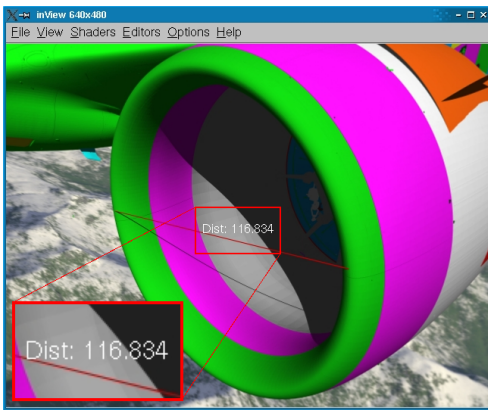 inView 640x480
File View Shaders Editors Options Help
Dist: 116.834
Dist: 116.834